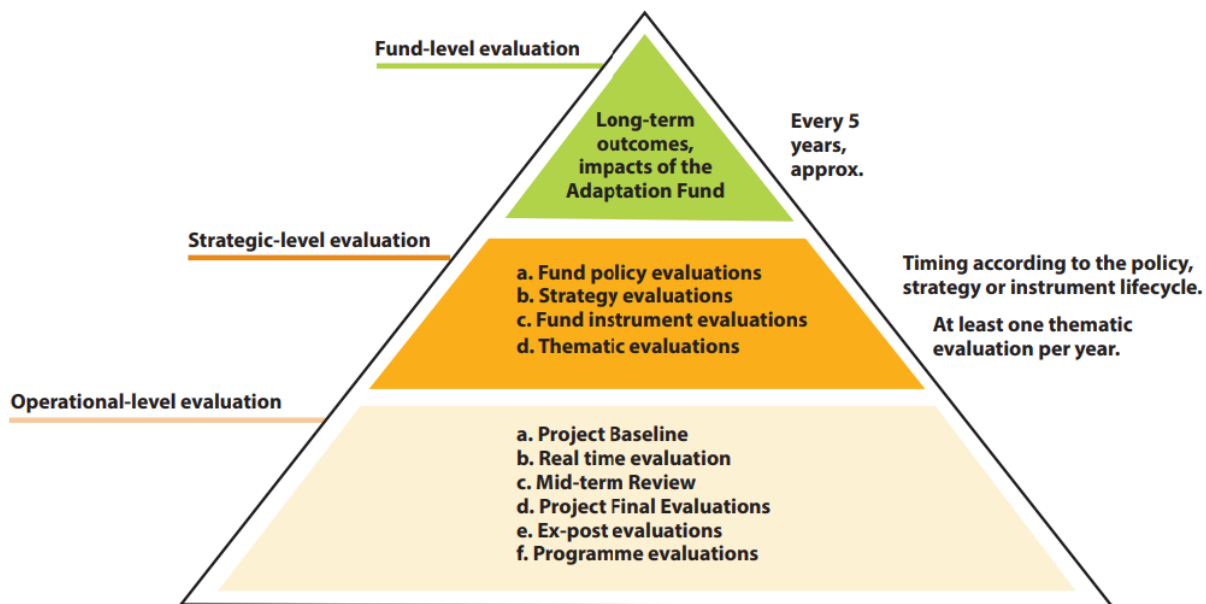 Fund-level evaluation
Long-term
outcomes,
impacts of the
Adaptation Fund
Every 5
years,
approx.
Strategic-level evaluation
a. Fund policy evaluations
b. Strategy evaluations
c. Fund instrument evaluations
d. Thematic evaluations
Timing according to the policy,
strategy or instrument lifecycle.
At least one thematic
evaluation per year.
Operational-level evaluation
a. Project Baseline
b. Real time evaluation
c. Mid-term Review
d. Project Final Evaluations
e. Ex-post evaluations
f. Programme evaluations